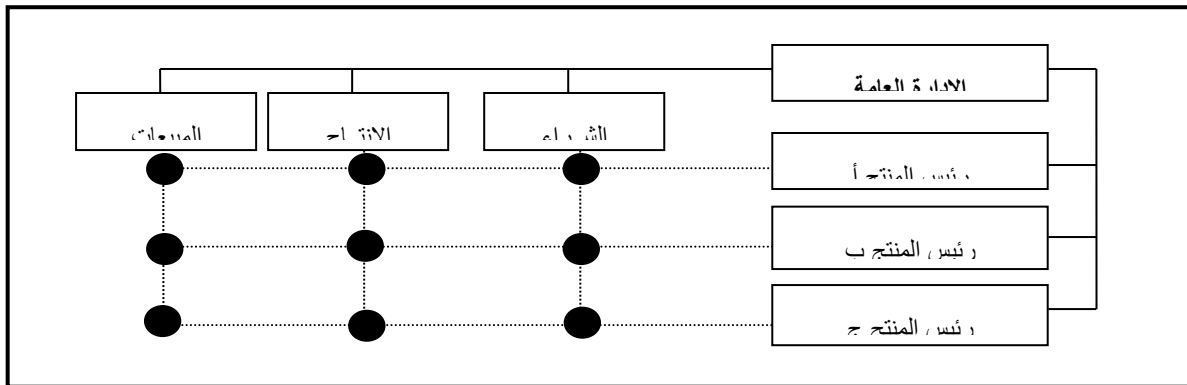 الادارة العامة
الشراء
الانتاج
المبيعات
رئيس المنتج أ
رئيس المنتج ب
رئيس المنتج ج